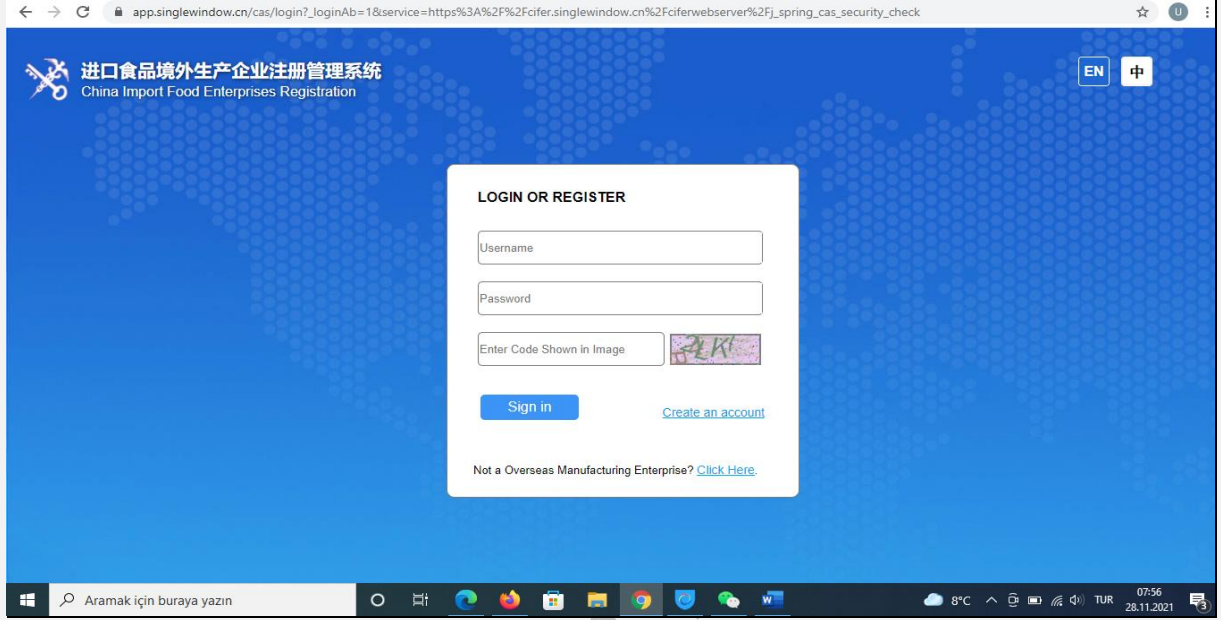 app.singlewindow.cn/cas/login?_loginAb=1&service=https%3A%2F%2Fcifer.singlewindow.cn%2Fciferwebserver%2Fj_spring_cas_security_check
U
进口食品境外生产企业注册管理系统
China Import Food Enterprises Registration
EN 中
LOGIN OR REGISTER
Username
Password
Enter Code Shown in Image
Sign in
Create an account
Not a Overseas Manufacturing Enterprise? Click Here.
Aramak için buraya yazın
8°C
TUR
07:56
28.11.2021
3